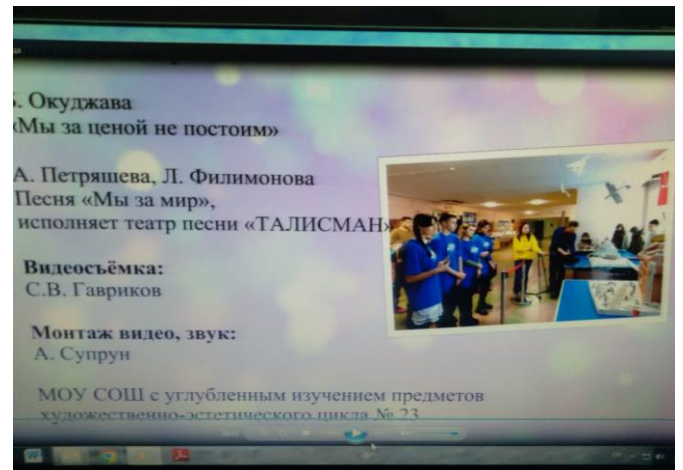 Б. Окуджава
«Мы за ценой не постоим»
А. Петряшева, Л. Филимонова
Песня «Мы за мир»,
исполняет театр песни «ТАЛИСМАН»
Видеосъёмка:
С.В. Гавриков
Монтаж видео, звук:
А. Супрун
МОУ СОШ с углубленным изучением предметов
художественно-эстетического цикла № 23